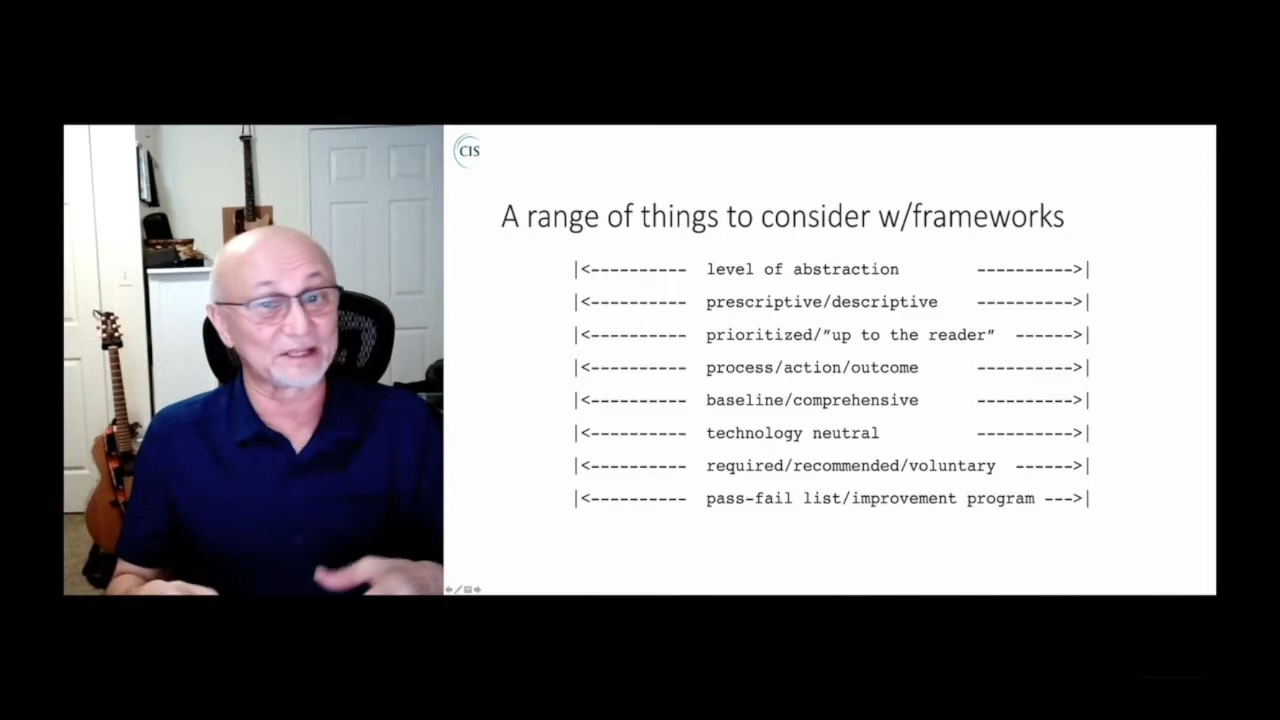 CIS
A range of things to consider w/frameworks
|<---------- level of abstraction ---------->|
|<---------- prescriptive/descriptive ---------->|
|<---------- prioritized/”up to the reader” ------>|
|<---------- process/action/outcome ---------->|
|<---------- baseline/comprehensive ---------->|
|<---------- technology neutral ---------->|
|<---------- required/recommended/voluntary ------>|
|<---------- pass-fail list/improvement program --->|